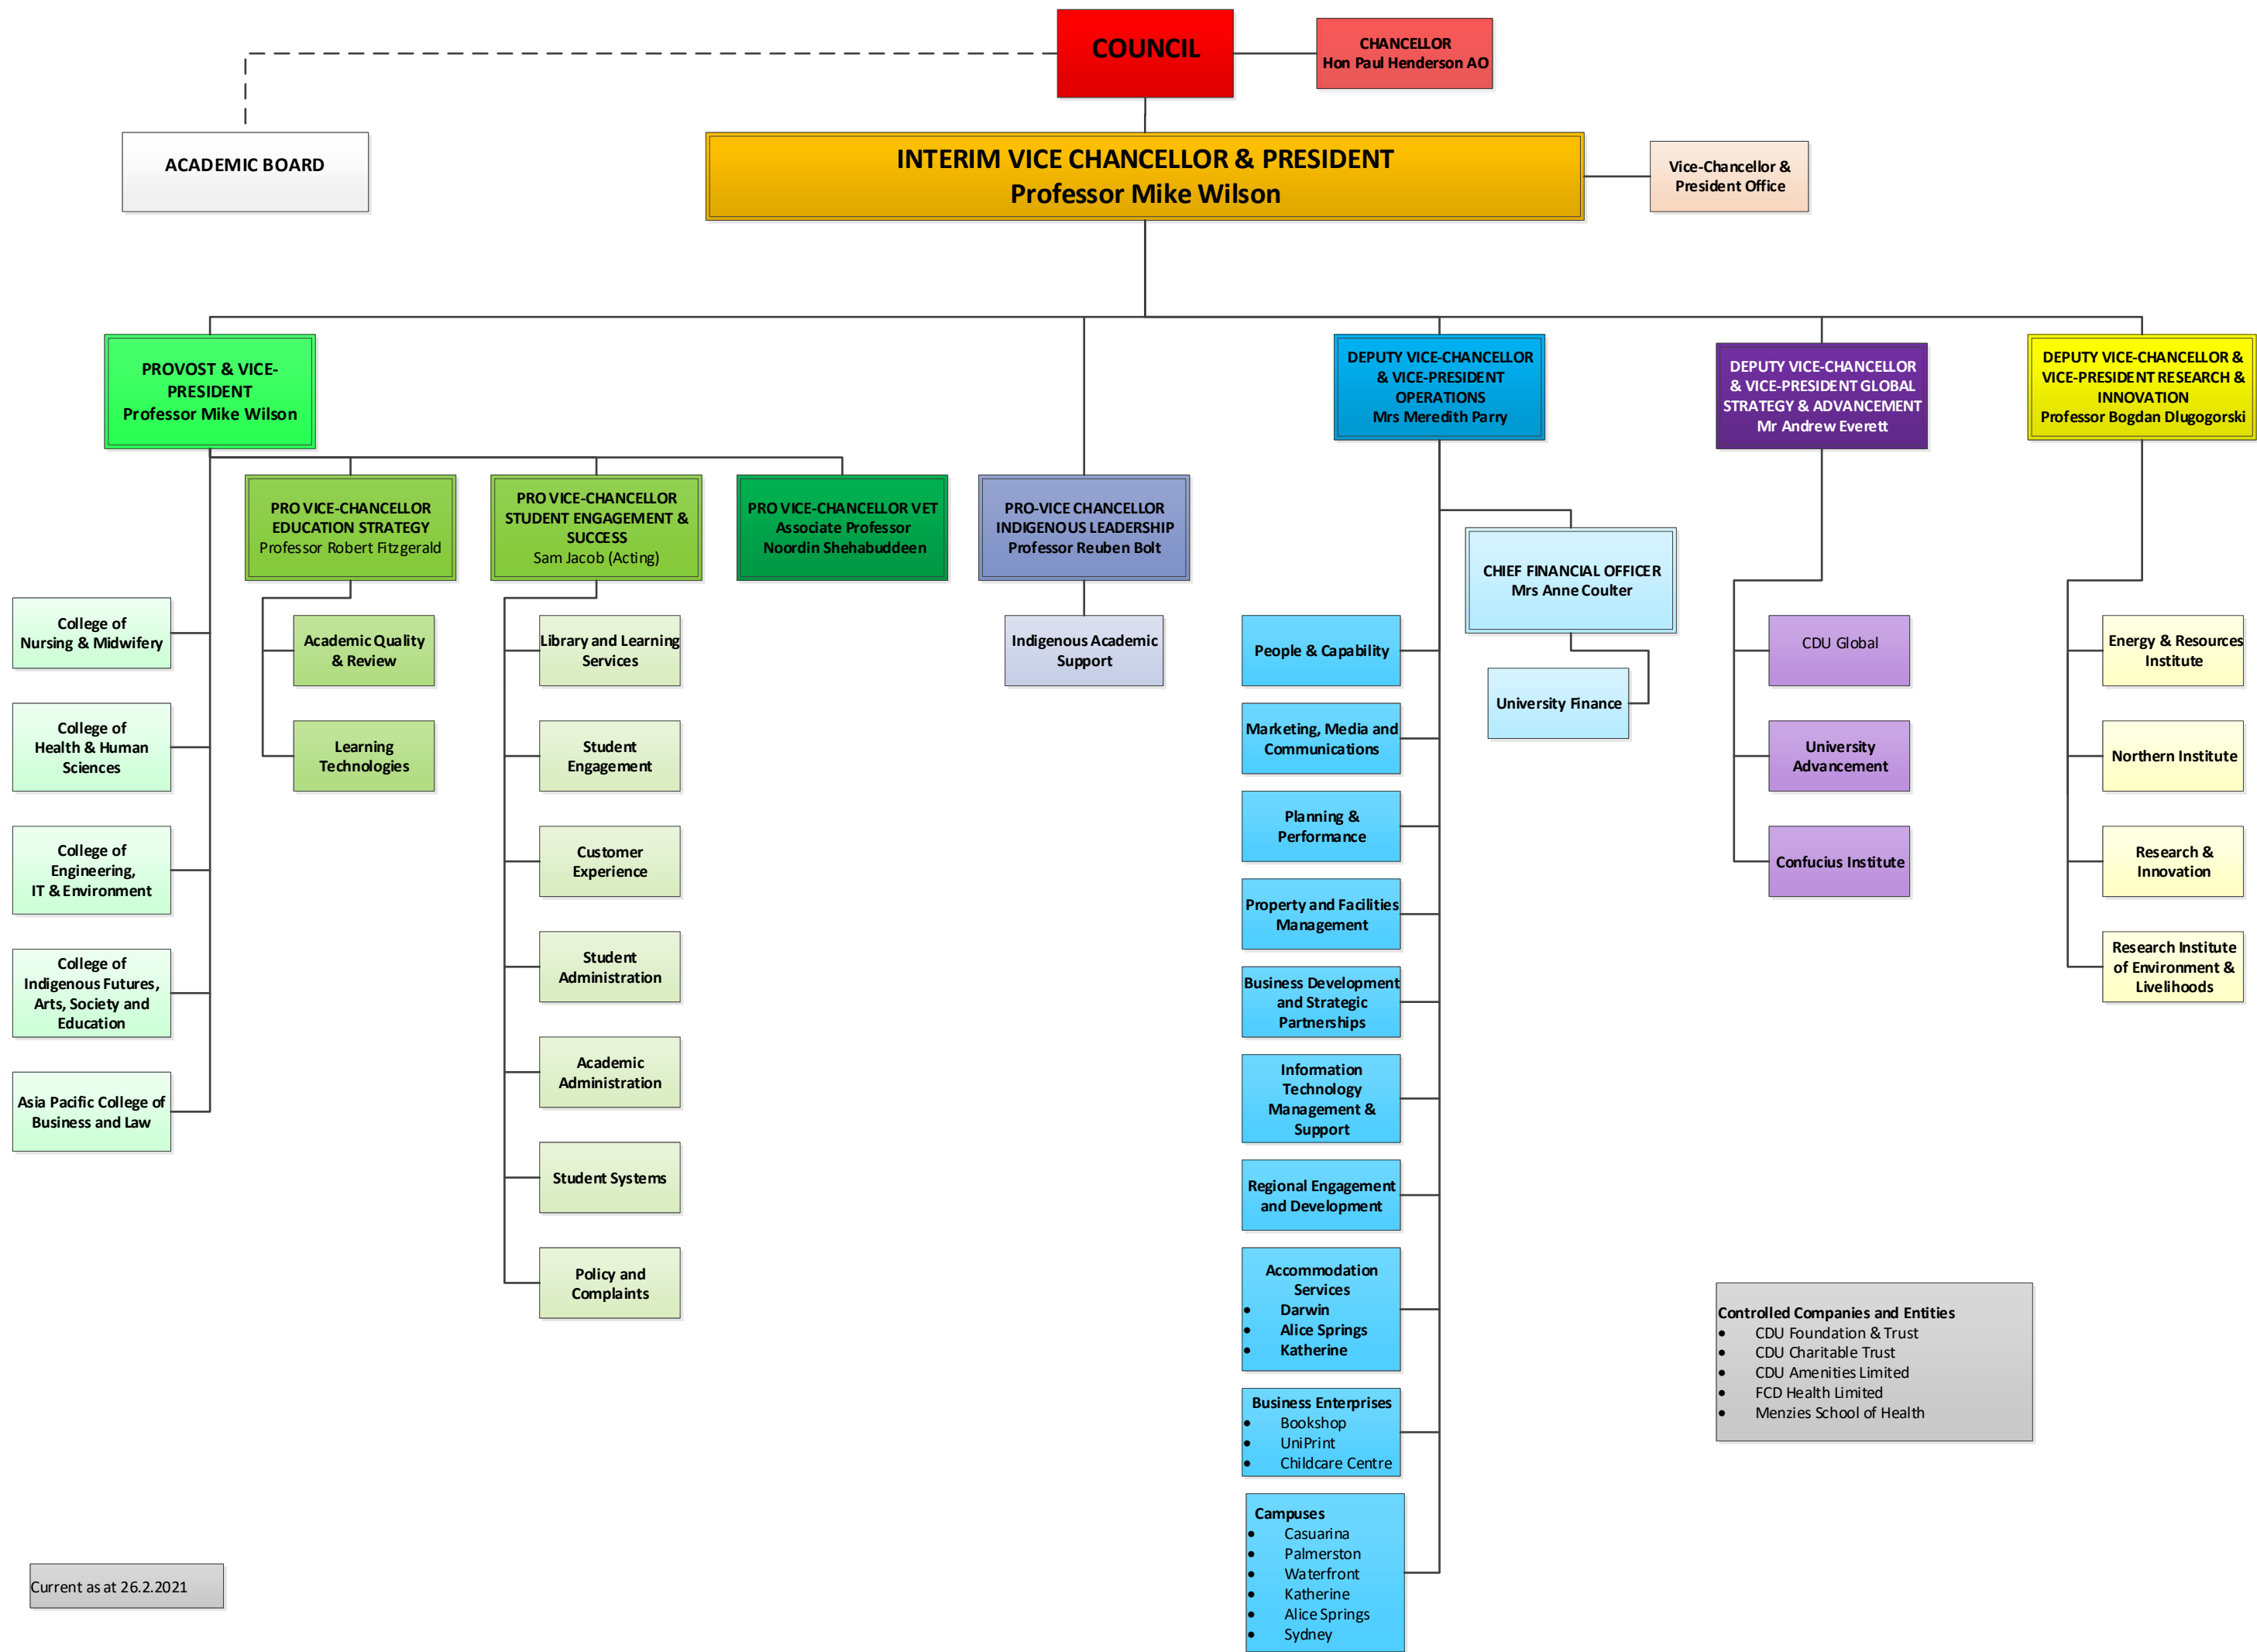 COUNCIL
CHANCELLOR
Hon Paul Henderson AO
ACADEMIC BOARD
INTERIM VICE CHANCELLOR & PRESIDENT
Professor Mike Wilson
Vice-Chancellor &
President Office
PROVOST & VICE-
PRESIDENT
Professor Mike Wilson
DEPUTY VICE-CHANCELLOR
& VICE-PRESIDENT
OPERATIONS
Mrs Meredith Parry
DEPUTY VICE-CHANCELLOR
& VICE-PRESIDENT GLOBAL
STRATEGY & ADVANCEMENT
Mr Andrew Everett
DEPUTY VICE-CHANCELLOR &
VICE-PRESIDENT RESEARCH &
INNOVATION
Professor Bogdan Dlugogorski
PRO VICE-CHANCELLOR
EDUCATION STRATEGY
Professor Robert Fitzgerald
PRO VICE-CHANCELLOR
STUDENT ENGAGEMENT &
SUCCESS
Sam Jacob (Acting)
PRO VICE-CHANCELLOR VET
Associate Professor
Noordin Shehabuddeen
PRO-VICE CHANCELLOR
INDIGENOUS LEADERSHIP
Professor Reuben Bolt
CHIEF FINANCIAL OFFICER
Mrs Anne Coulter
College of
Nursing & Midwifery
College of
Health & Human
Sciences
College of
Engineering,
IT & Environment
College of
Indigenous Futures,
Arts, Society and
Education
Asia Pacific College of
Business and Law
Academic Quality
& Review
Learning
Technologies
Library and Learning
Services
Student
Engagement
Customer
Experience
Student
Administration
Academic
Administration
Student Systems
Policy and
Complaints
Indigenous Academic
Support
People & Capability
Marketing, Media and
Communications
Planning &
Performance
Property and Facilities
Management
Business Development
and Strategic
Partnerships
Information
Technology
Management &
Support
Regional Engagement
and Development
Accommodation
Services
• Darwin
• Alice Springs
• Katherine
Business Enterprises
• Bookshop
• UniPrint
• Childcare Centre
Campuses
• Casuarina
• Palmerston
• Waterfront
• Katherine
• Alice Springs
• Sydney
University Finance
CDU Global
University
Advancement
Confucius Institute
Energy & Resources
Institute
Northern Institute
Research &
Innovation
Research Institute
of Environment &
Livelihoods
Controlled Companies and Entities
• CDU Foundation & Trust
• CDU Charitable Trust
• CDU Amenities Limited
• FCD Health Limited
• Menzies School of Health
Current as at 26.2.2021